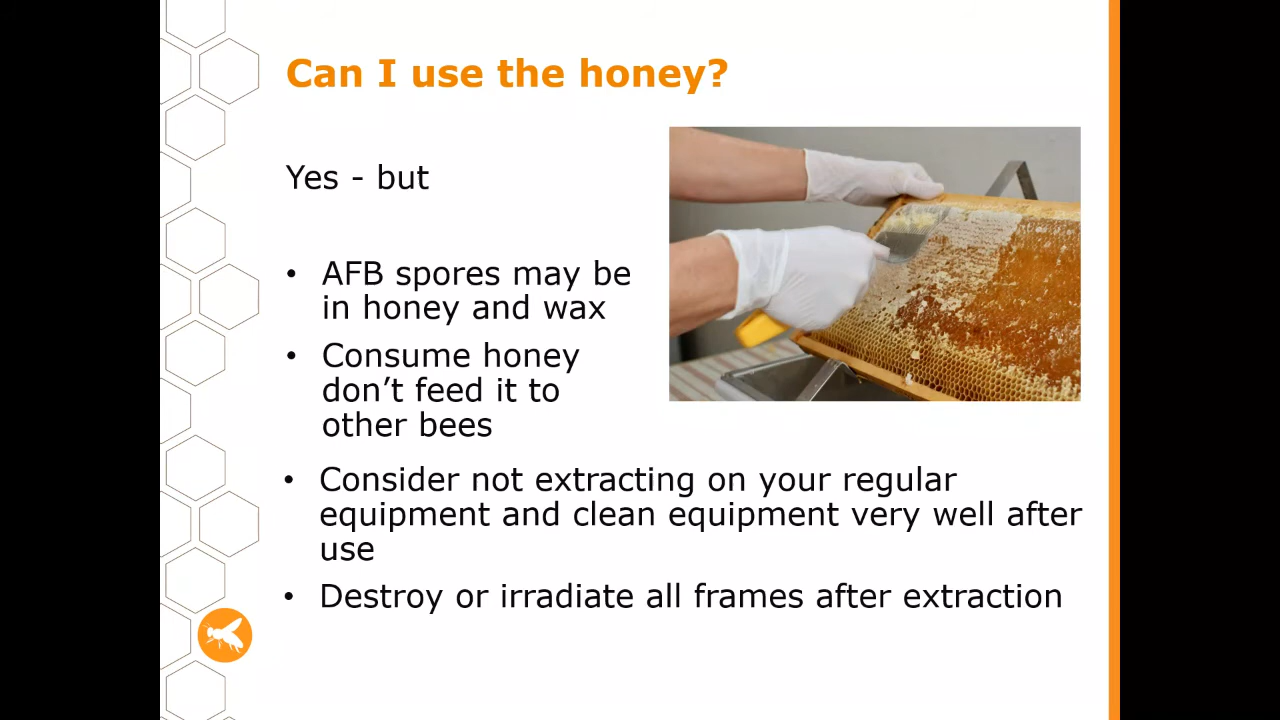 Can I use the honey?
Yes - but
• AFB spores may be
in honey and wax
• Consume honey
don’t feed it to
other bees
• Consider not extracting on your regular
equipment and clean equipment very well after
use
• Destroy or irradiate all frames after extraction